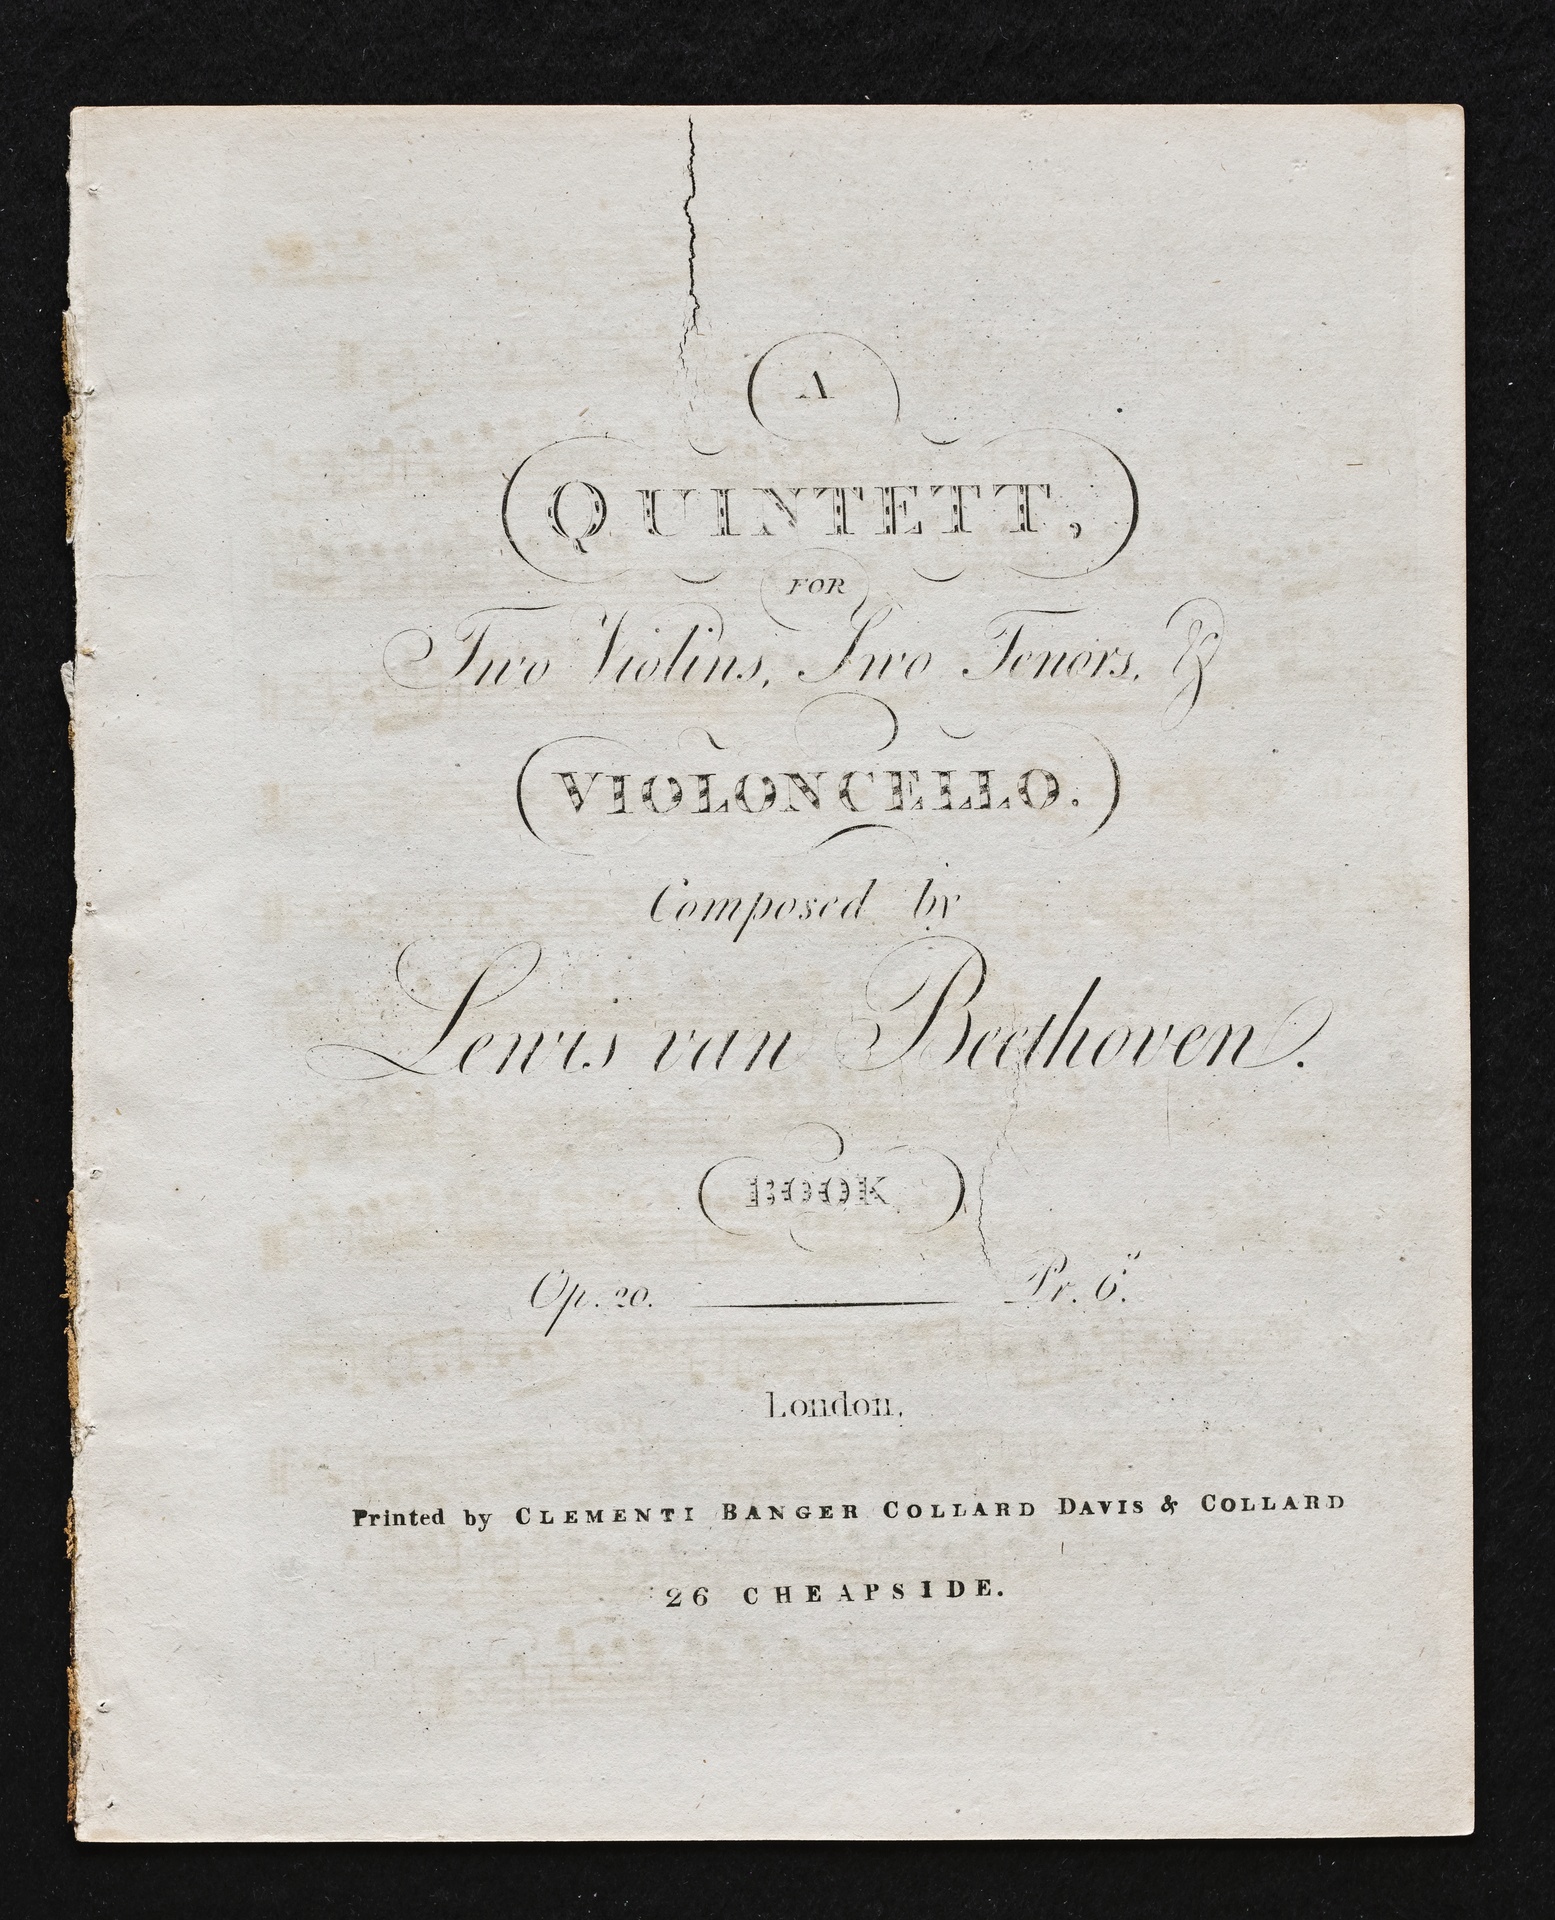 A
QUINTETT,
FOR
Two Violins, Two Tenors, &
VIOLONCELLO.
Composed by
Lewis van Beethoven.
BOOK
Op. 20. Pr. 6.s
London,
Printed by CLEMENTI BANGER COLLARD DAVIS & COLLARD
26 CHEAPSIDE.